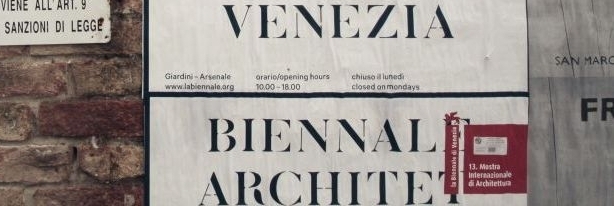 VIENE ALL'ART. 9
SANZIONI DI LEGGE
VENEZIA
Giardini – Arsenale
www.labiennale.org
orario/opening hours
10.00 – 18.00
chiuso il lunedì
closed on mondays
BIENNALE
ARCHITET
la Biennale di Venezia
13. Mostra
Internazionale
di Architettura
SAN MARC
FR